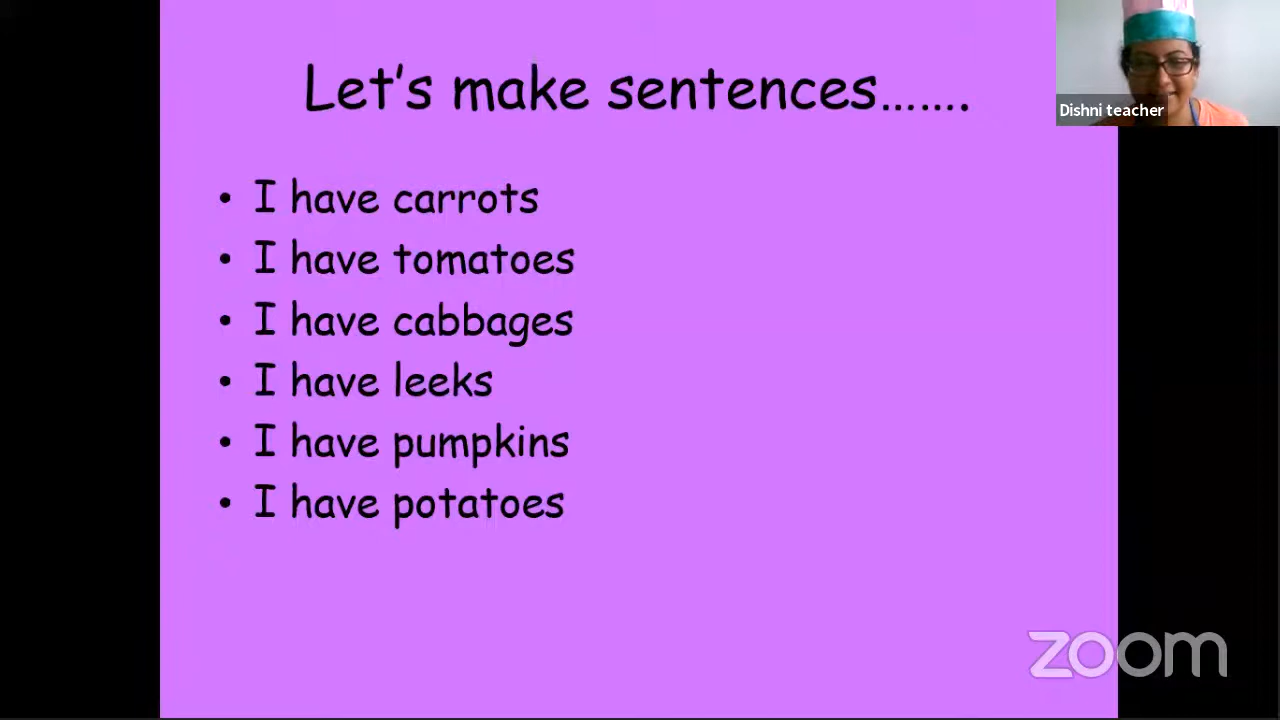 Let's make sentences.......
Dishni teacher
• I have carrots
• I have tomatoes
• I have cabbages
• I have leeks
• I have pumpkins
• I have potatoes
zoom